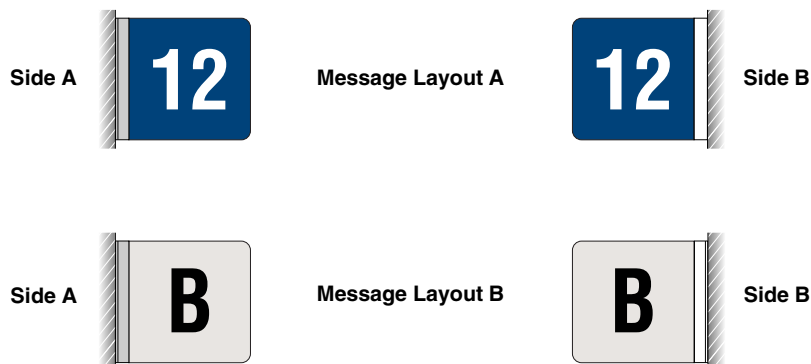 12
12
Side A
Message Layout A
Side B
B
B
Side A
Message Layout B
Side B